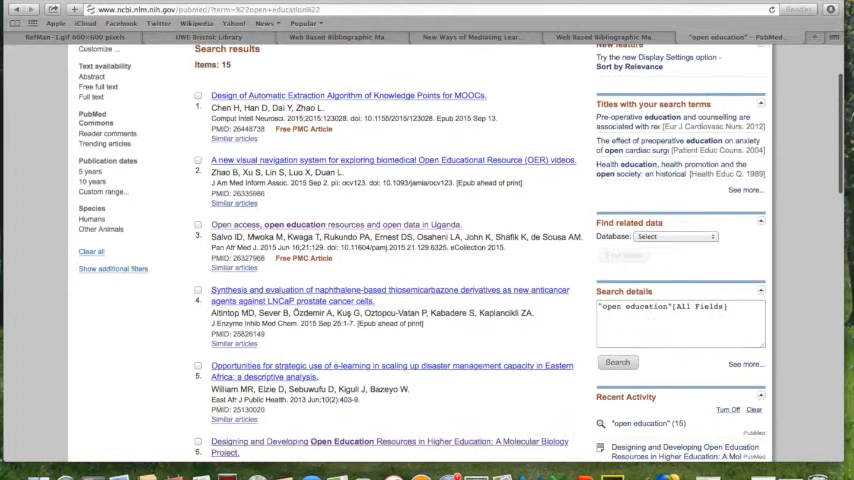 www.ncbi.nlm.nih.gov/pubmed/?term=%22open+education%22
Reader
Apple iCloud Facebook Twitter Wikipedia Yahoo! News Popular
RefMan-1.gif 600×600 pixels
UWE Bristol: Library
Web Based Bibliographic Ma...
New Ways of Mediating Lear...
Web Based Bibliographic Ma...
"open education" – PubMed...
Customize ...
Text availability
Abstract
Free full text
Full text
PubMed
Commons
Reader comments
Trending articles
Publication dates
5 years
10 years
Custom range...
Species
Humans
Other Animals
Clear all
Show additional filters
Search results
Items: 15
Design of Automatic Extraction Algorithm of Knowledge Points for MOOCs.
1.
Chen H, Han D, Dai Y, Zhao L.
Comput Intell Neurosci. 2015;2015:123028. doi: 10.1155/2015/123028. Epub 2015 Sep 13.
PMID: 26448738 Free PMC Article
Similar articles
A new visual navigation system for exploring biomedical Open Educational Resource (OER) videos.
2.
Zhao B, Xu S, Lin S, Luo X, Duan L.
J Am Med Inform Assoc. 2015 Sep 2. pii: ocv123. doi: 10.1093/jamia/ocv123. [Epub ahead of print]
PMID: 26335986
Similar articles
Open access, open education resources and open data in Uganda.
3.
Salvo ID, Mwoka M, Kwaga T, Rukundo PA, Ernest DS, Osaheni LA, John K, Shafik K, de Sousa AM.
Pan Afr Med J. 2015 Jun 16;21:129. doi: 10.11604/pamj.2015.21.129.6325. eCollection 2015.
PMID: 26327966 Free PMC Article
Similar articles
Synthesis and evaluation of naphthalene-based thiosemicarbazone derivatives as new anticancer
agents against LNCaP prostate cancer cells.
4.
Altintop MD, Sever B, Özdemir A, Kuş G, Oztopcu-Vatan P, Kabadere S, Kaplancikli ZA.
J Enzyme Inhib Med Chem. 2015 Sep 25:1-7. [Epub ahead of print]
PMID: 25826149
Similar articles
Opportunities for strategic use of e-learning in scaling up disaster management capacity in Eastern
Africa: a descriptive analysis.
5.
William MR, Elzie D, Sebuwufu D, Kiguli J, Bazeyo W.
East Afr J Public Health. 2013 Jun;10(2):403-9.
PMID: 25130020
Similar articles
Designing and Developing Open Education Resources in Higher Education: A Molecular Biology
Project.
6.
New feature
Try the new Display Settings option -
Sort by Relevance
Titles with your search terms
Pre-operative education and counselling are
associated with rec [Eur J Cardiovasc Nurs. 2012]
The effect of preoperative education on anxiety
of open cardiac surg [Patient Educ Couns. 2004]
Health education, health promotion and the
open society: an historical [Health Educ Q. 1989]
See more...
Find related data
Database: Select
Find items
Search details
"open education"[All Fields]
Search
See more...
Recent Activity
Turn Off Clear
"open education" (15)
PubMed
Designing and Developing Open Education
Resources in Higher Education: A Mol PubMed